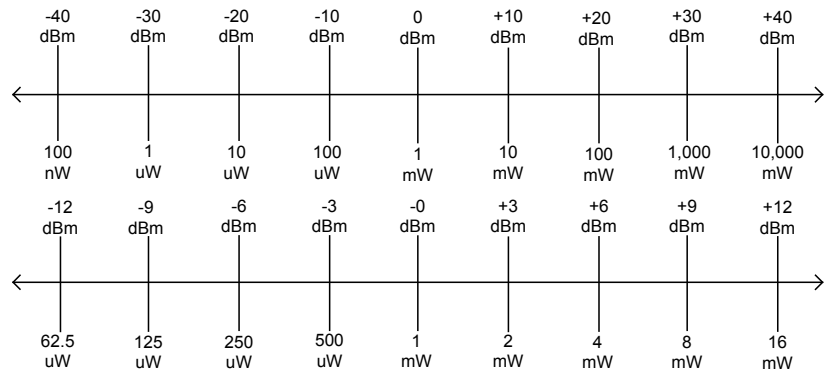 -40 -30 -20 -10 0 +10 +20 +30 +40
dBm dBm dBm dBm dBm dBm dBm dBm dBm
100 1 10 100 1 10 100 1,000 10,000
nW uW uW uW mW mW mW mW mW
-12 -9 -6 -3 -0 +3 +6 +9 +12
dBm dBm dBm dBm dBm dBm dBm dBm dBm
62.5 125 250 500 1 2 4 8 16
uW uW uW uW mW mW mW mW mW